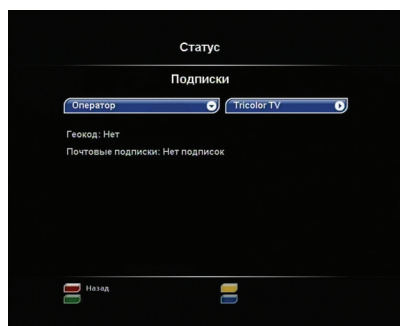 Статус
Подписки
Оператор
Tricolor TV
Геокод: Нет
Почтовые подписки: Нет подписок
Назад